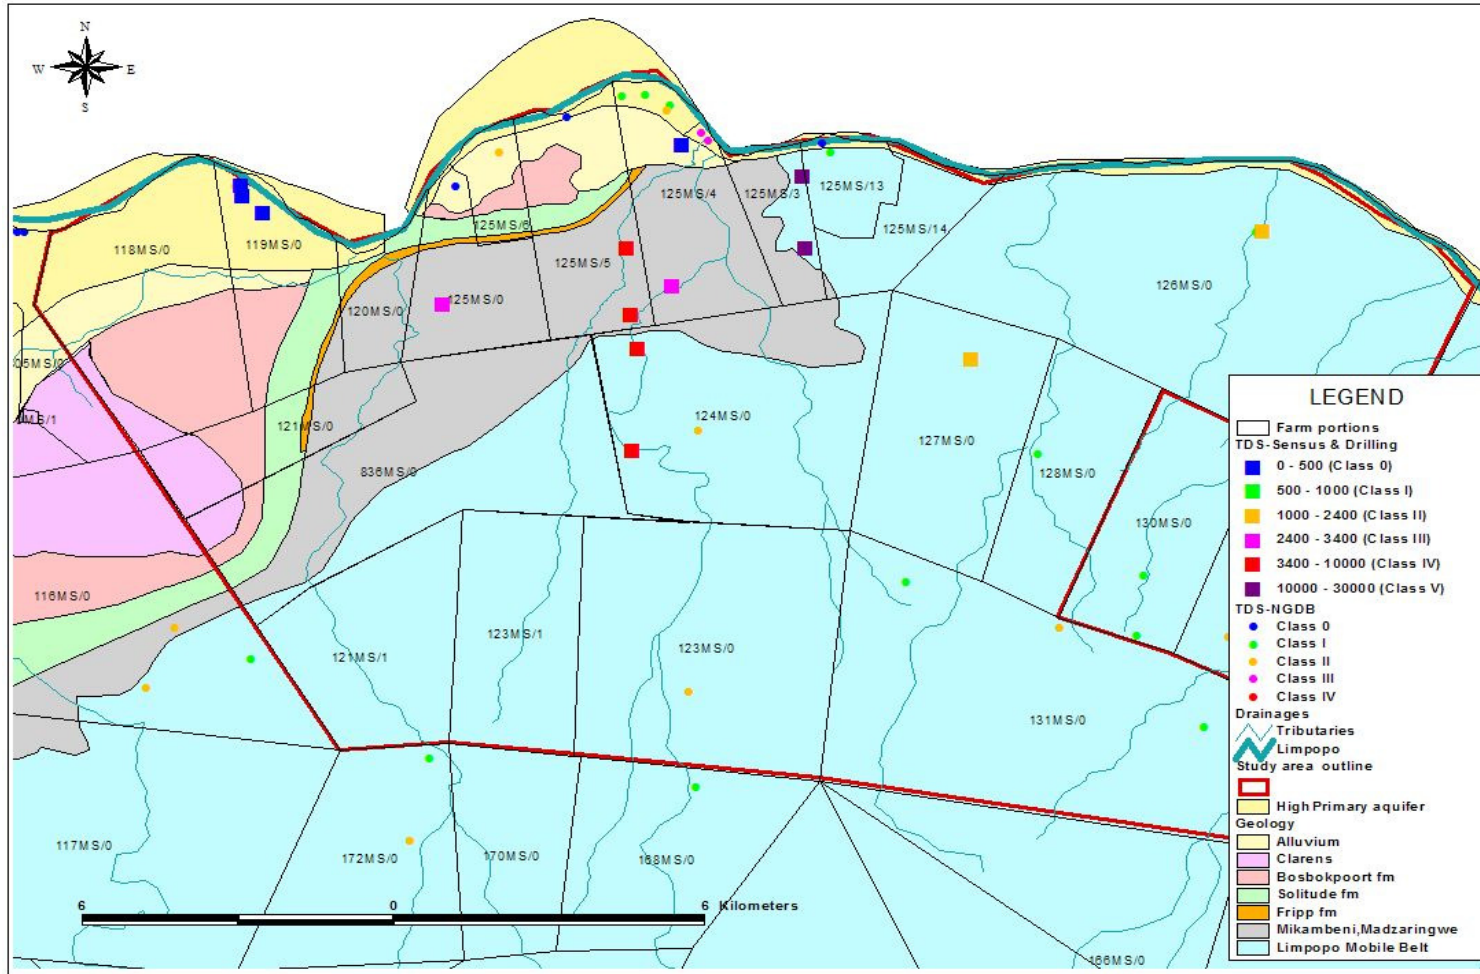 N
W E
S
118MS/0
119MS/0
125MS/6
125MS/4
125MS/3
125MS/13
125MS/14
125MS/5
126MS/0
120MS/0
125MS/0
05MS/0
MS/1
121MS/0
124MS/0
127MS/0
836MS/0
128MS/0
130MS/0
116MS/0
121MS/1
123MS/1
123MS/0
131MS/0
117MS/0
172MS/0
170MS/0
168MS/0
166MS/0
6 0 6 Kilometers
LEGEND
Farm portions
TDS-Sensus & Drilling
0 - 500 (Class 0)
500 - 1000 (Class I)
1000 - 2400 (Class II)
2400 - 3400 (Class III)
3400 - 10000 (Class IV)
10000 - 30000 (Class V)
TDS-NGDB
Class 0
Class I
Class II
Class III
Class IV
Drainages
Tributaries
Limpopo
Study area outline
High Primary aquifer
Geology
Alluvium
Clarens
Bosbokpoort fm
Solitude fm
Fripp fm
Mikambeni,Madzaringwe
Limpopo Mobile Belt